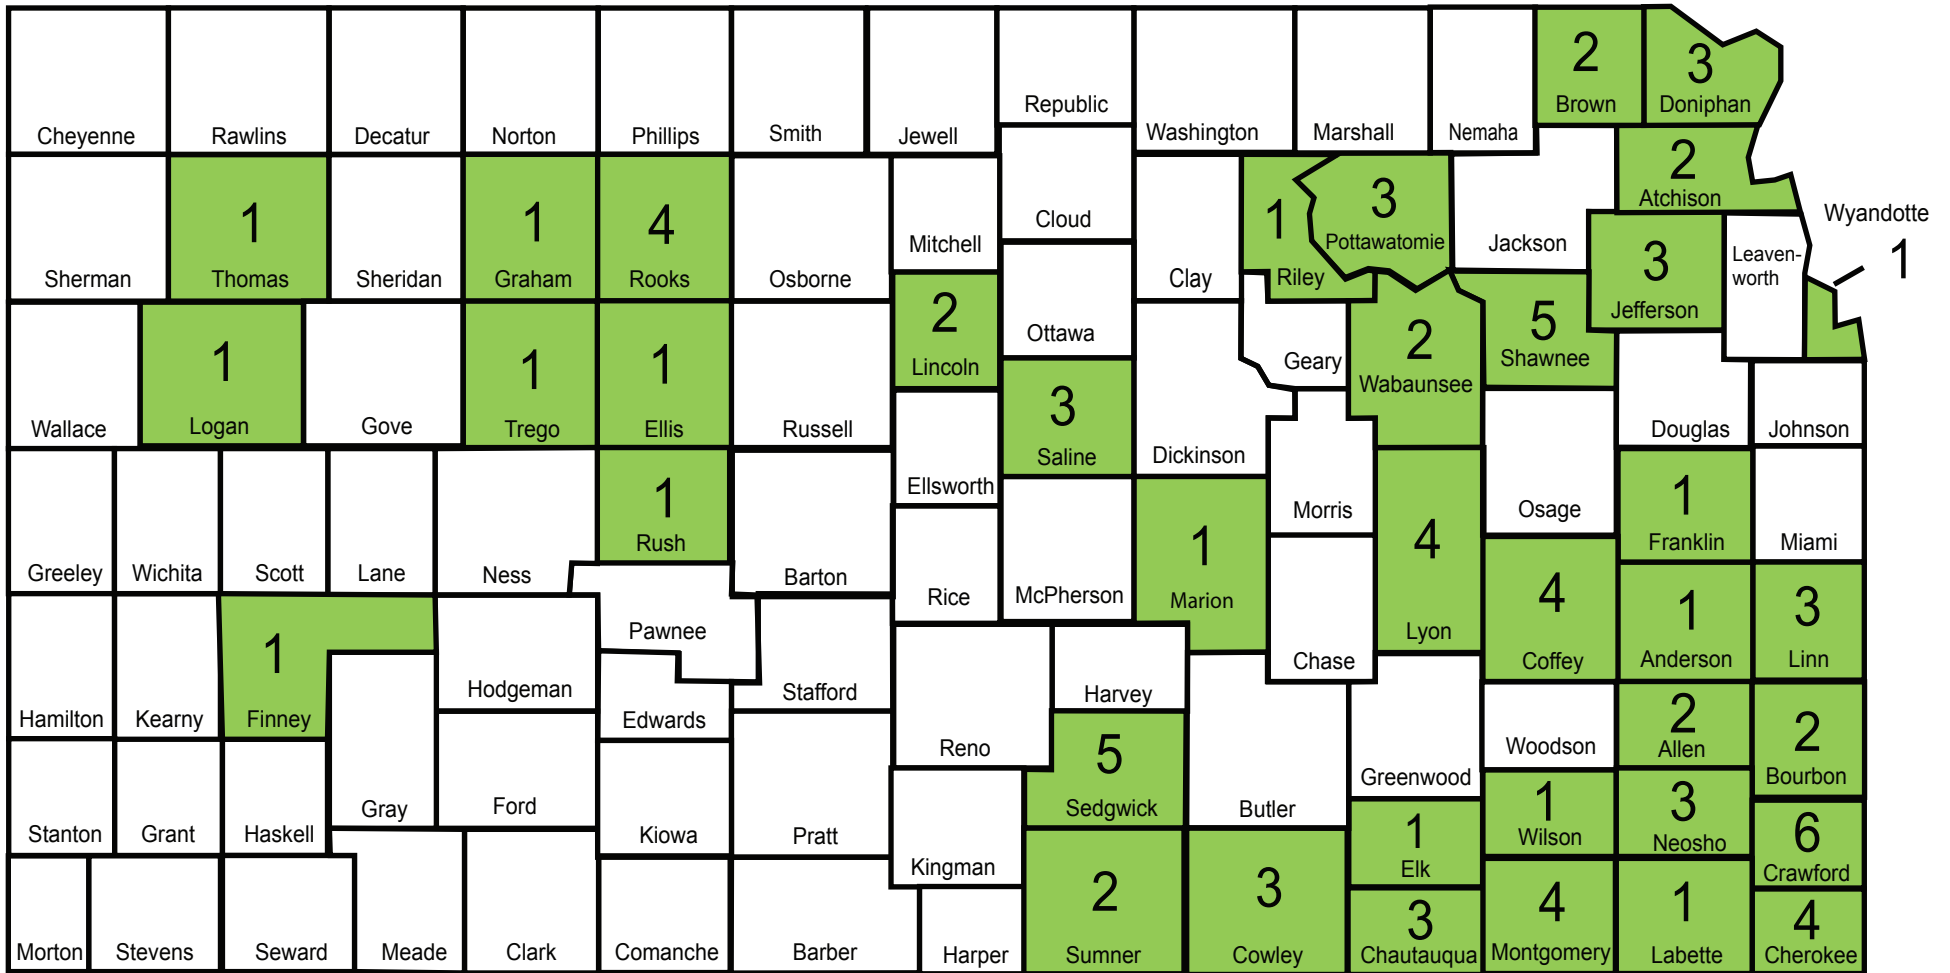 2
Brown
3
Doniphan
Cheyenne
Rawlins
Decatur
Norton
Phillips
Smith
Jewell
Republic
Washington
Marshall
Nemaha
2
Atchison
Wyandotte
1
Sherman
1
Thomas
Sheridan
1
Graham
4
Rooks
Osborne
Mitchell
Cloud
Clay
1
Riley
3
Pottawatomie
Jackson
3
Jefferson
Leaven-
worth
Wallace
1
Logan
Gove
1
Trego
1
Ellis
Russell
2
Lincoln
Ottawa
Geary
2
Wabaunsee
5
Shawnee
3
Saline
Dickinson
Douglas
Johnson
Ellsworth
Morris
Osage
Greeley
Wichita
Scott
Lane
Ness
1
Rush
Barton
Rice
McPherson
1
Marion
4
Lyon
1
Franklin
Miami
Chase
4
Coffey
1
Anderson
3
Linn
Hamilton
Kearny
1
Finney
Hodgeman
Pawnee
Edwards
Stafford
Reno
Harvey
Woodson
2
Allen
2
Bourbon
Stanton
Grant
Haskell
Gray
Ford
Kiowa
Pratt
Kingman
5
Sedgwick
Butler
Greenwood
1
Elk
1
Wilson
3
Neosho
6
Crawford
Morton
Stevens
Seward
Meade
Clark
Comanche
Barber
Harper
2
Sumner
3
Cowley
3
Chautauqua
4
Montgomery
1
Labette
4
Cherokee